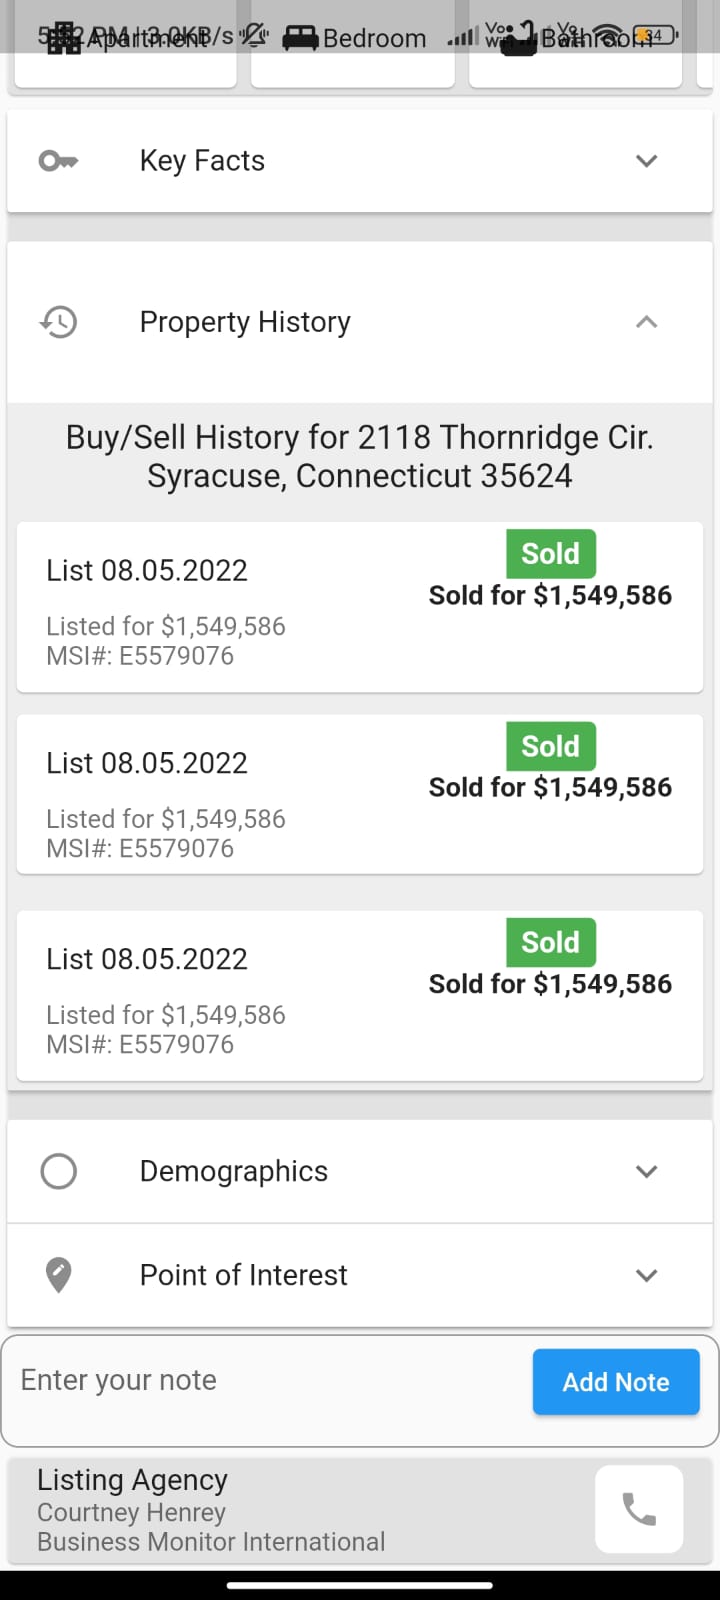 Apartment
Bedroom
Bathroom
3.0KB/s
34
Key Facts
Property History
Buy/Sell History for 2118 Thornridge Cir.
Syracuse, Connecticut 35624
List 08.05.2022
Sold
Sold for $1,549,586
Listed for $1,549,586
MSI#: E5579076
List 08.05.2022
Sold
Sold for $1,549,586
Listed for $1,549,586
MSI#: E5579076
List 08.05.2022
Sold
Sold for $1,549,586
Listed for $1,549,586
MSI#: E5579076
Demographics
Point of Interest
Enter your note
Add Note
Listing Agency
Courtney Henrey
Business Monitor International